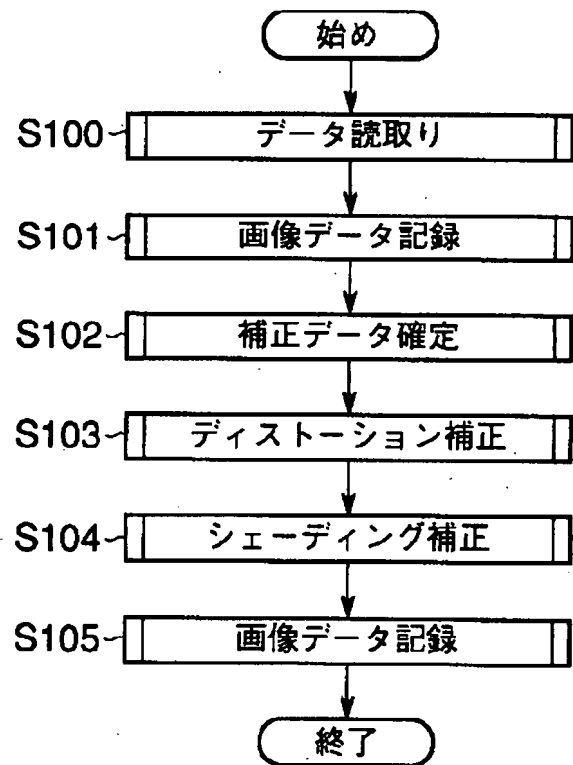 始め
S100 データ読取り
S101 画像データ記録
S102 補正データ確定
S103 ディストーション補正
S104 シェーディング補正
S105 画像データ記録
終了